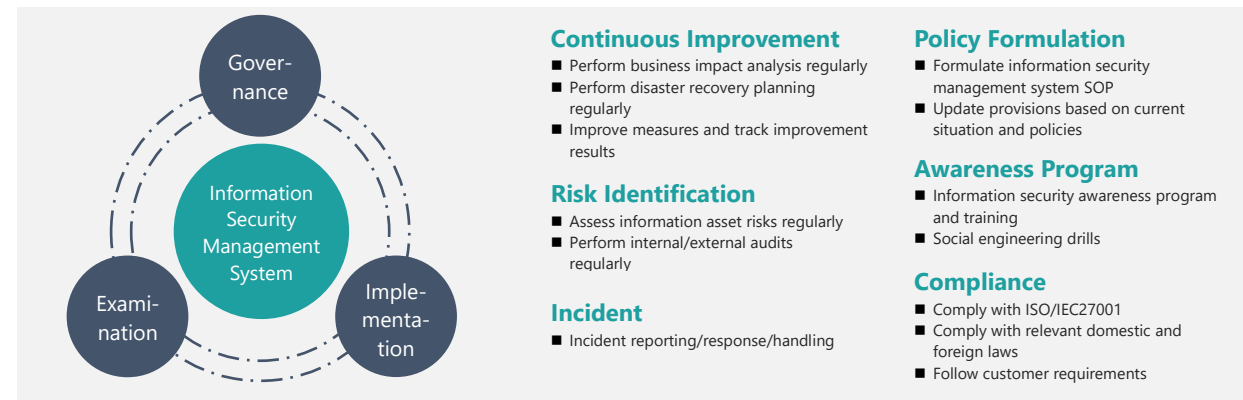 Gover-
nance
Information
Security
Management
System
Exami-
nation
Imple-
menta-
tion
Continuous Improvement
■ Perform business impact analysis regularly
■ Perform disaster recovery planning
regularly
■ Improve measures and track improvement
results
Risk Identification
■ Assess information asset risks regularly
■ Perform internal/external audits
regularly
Incident
■ Incident reporting/response/handling
Policy Formulation
■ Formulate information security
management system SOP
■ Update provisions based on current
situation and policies
Awareness Program
■ Information security awareness program
and training
■ Social engineering drills
Compliance
■ Comply with ISO/IEC27001
■ Comply with relevant domestic and
foreign laws
■ Follow customer requirements